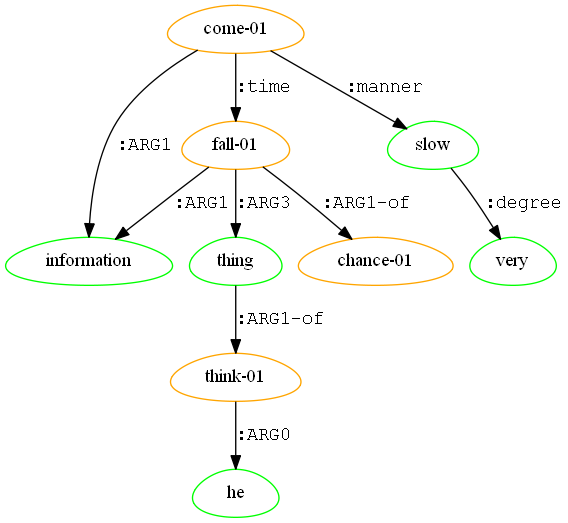 come-01
:ARG1
:time
:manner
fall-01
slow
:ARG1
:ARG3
:ARG1-of
:degree
information
thing
chance-01
very
:ARG1-of
think-01
:ARG0
he